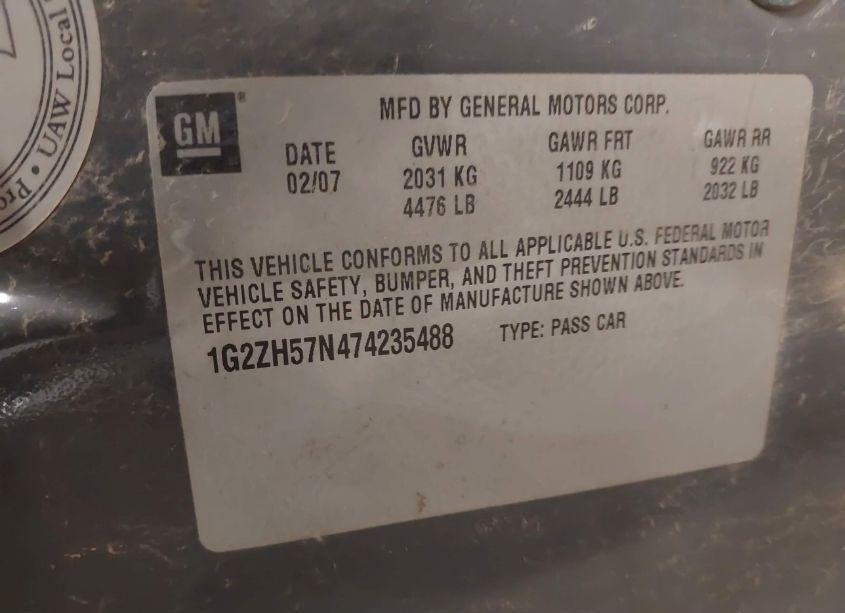 UAW Local
GM
MFD BY GENERAL MOTORS CORP.
DATE GVWR GAWR FRT GAWR RR
02/07 2031 KG 1109 KG 922 KG
4476 LB 2444 LB 2032 LB
THIS VEHICLE CONFORMS TO ALL APPLICABLE U.S. FEDERAL MOTOR
VEHICLE SAFETY, BUMPER, AND THEFT PREVENTION STANDARDS IN
EFFECT ON THE DATE OF MANUFACTURE SHOWN ABOVE.
1G2ZH57N474235488 TYPE: PASS CAR